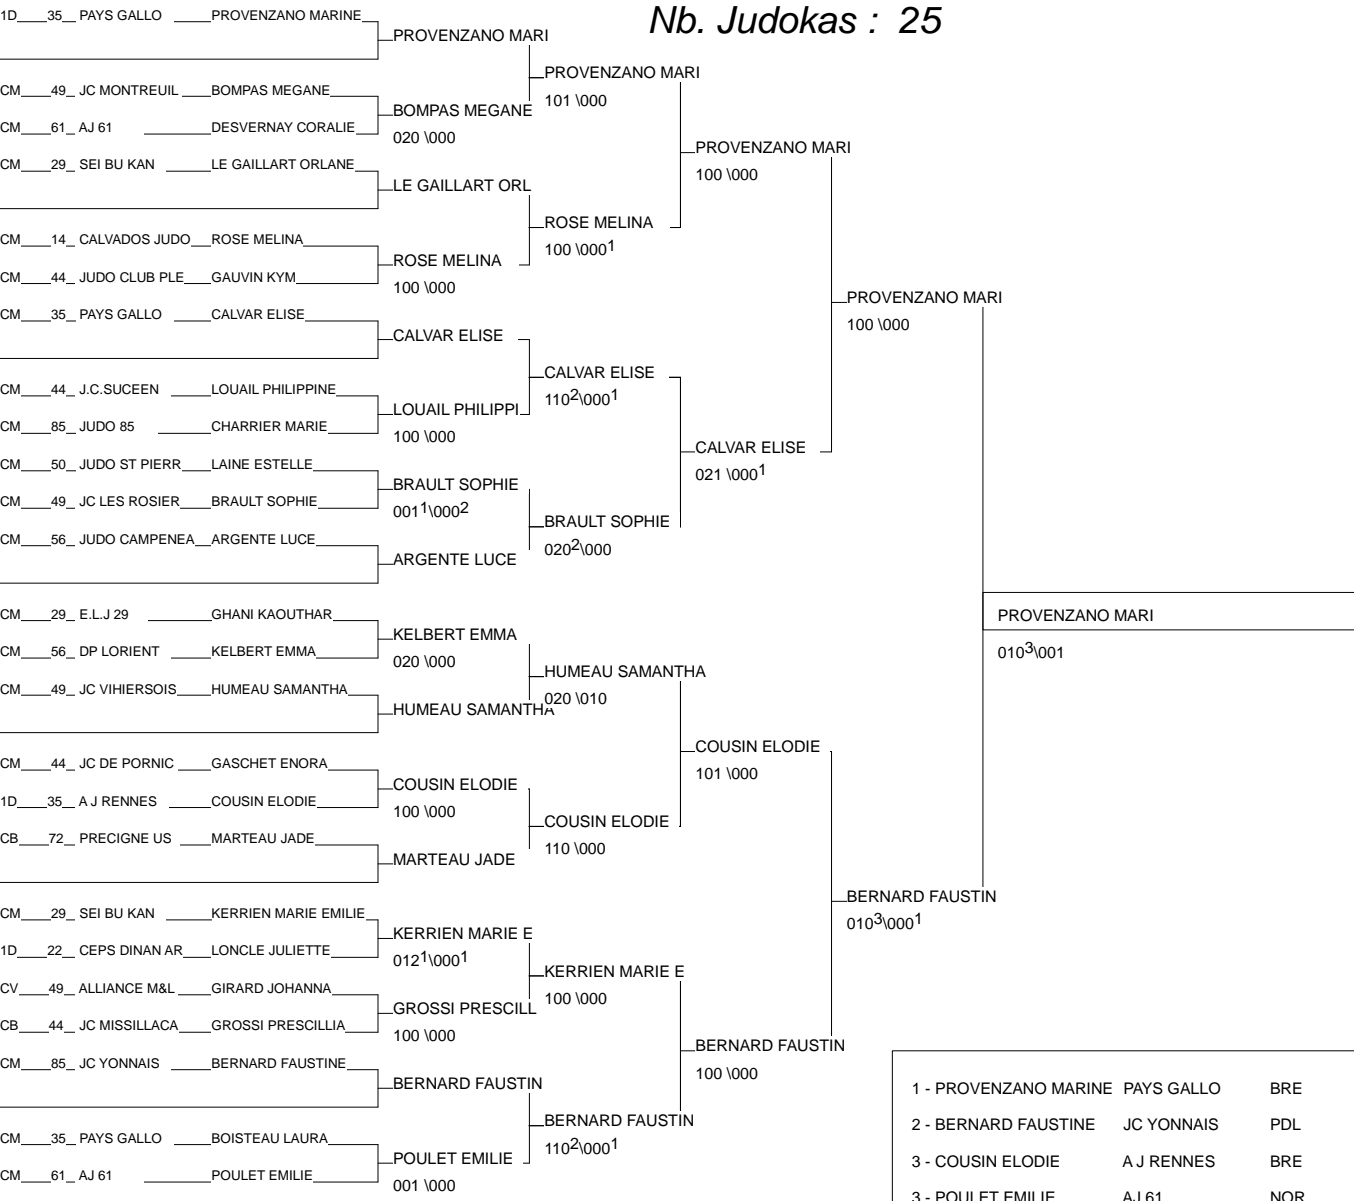 Nb. Judokas : 25
1D 35 PAYS GALLO PROVENZANO MARINE
PROVENZANO MARI
PROVENZANO MARI
101 \000
CM 49 JC MONTREUIL BOMPAS MEGANE
BOMPAS MEGANE
020 \000
CM 61 AJ 61 DESVERNAY CORALIE
PROVENZANO MARI
100 \000
CM 29 SEI BU KAN LE GAILLART ORLANE
LE GAILLART ORL
ROSE MELINA
100 \0001
CM 14 CALVADOS JUDO ROSE MELINA
ROSE MELINA
100 \000
CM 44 JUDO CLUB PLE GAUVIN KYM
PROVENZANO MARI
100 \000
CM 35 PAYS GALLO CALVAR ELISE
CALVAR ELISE
CALVAR ELISE
1102\0001
CM 44 J.C.SUCEEN LOUAIL PHILIPPINE
LOUAIL PHILIPPI
100 \000
CM 85 JUDO 85 CHARRIER MARIE
CALVAR ELISE
021 \0001
CM 50 JUDO ST PIERR LAINE ESTELLE
BRAULT SOPHIE
0011\0002
CM 49 JC LES ROSIER BRAULT SOPHIE
BRAULT SOPHIE
0202\000
CM 56 JUDO CAMPENEA ARGENTE LUCE
ARGENTE LUCE
PROVENZANO MARI
0103\001
CM 29 E.L.J 29 GHANI KAOUTHAR
KELBERT EMMA
020 \000
CM 56 DP LORIENT KELBERT EMMA
HUMEAU SAMANTHA
020 \010
CM 49 JC VIHIERSOIS HUMEAU SAMANTHA
HUMEAU SAMANTHA
COUSIN ELODIE
101 \000
CM 44 JC DE PORNIC GASCHET ENORA
COUSIN ELODIE
100 \000
1D 35 A J RENNES COUSIN ELODIE
COUSIN ELODIE
110 \000
CB 72 PRECIGNE US MARTEAU JADE
MARTEAU JADE
BERNARD FAUSTIN
0103\0001
CM 29 SEI BU KAN KERRIEN MARIE EMILIE
KERRIEN MARIE E
0121\0001
1D 22 CEPS DINAN AR LONCLE JULIETTE
KERRIEN MARIE E
100 \000
CV 49 ALLIANCE M&L GIRARD JOHANNA
GROSSI PRESCILL
100 \000
CB 44 JC MISSILLACA GROSSI PRESCILLIA
BERNARD FAUSTIN
100 \000
CM 85 JC YONNAIS BERNARD FAUSTINE
BERNARD FAUSTIN
BERNARD FAUSTIN
1102\0001
CM 35 PAYS GALLO BOISTEAU LAURA
POULET EMILIE
001 \000
CM 61 AJ 61 POULET EMILIE
1 - PROVENZANO MARINE PAYS GALLO BRE
2 - BERNARD FAUSTINE JC YONNAIS PDL
3 - COUSIN ELODIE A J RENNES BRE
3 - POULET EMILIE AJ 61 NOR